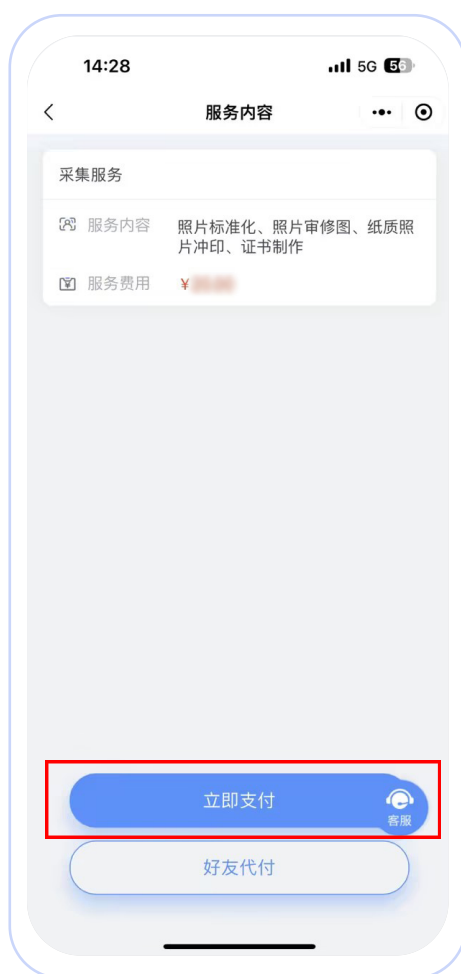 14:28
5G 56
服务内容
采集服务
服务内容
照片标准化、照片审修图、纸质照
片冲印、证书制作
服务费用
¥
立即支付
客服
好友代付